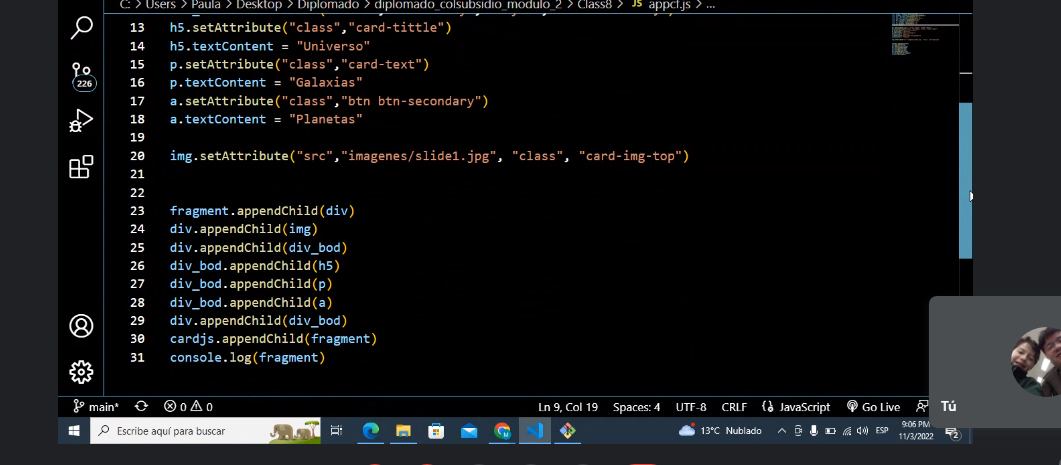 C: > Users > Paula > Desktop > Diplomado > diplomado_colsubsidio_modulo_2 > Class8 > JS appcf.js > ...
13 h5.setAttribute("class","card-tittle")
14 h5.textContent = "Universo"
15 p.setAttribute("class","card-text")
16 p.textContent = "Galaxias"
17 a.setAttribute("class","btn btn-secondary")
18 a.textContent = "Planetas"
19
20 img.setAttribute("src","imagenes/slide1.jpg", "class", "card-img-top")
21
22
23 fragment.appendChild(div)
24 div.appendChild(img)
25 div.appendChild(div_bod)
26 div_bod.appendChild(h5)
27 div_bod.appendChild(p)
28 div_bod.appendChild(a)
29 div.appendChild(div_bod)
30 cardjs.appendChild(fragment)
31 console.log(fragment)
226
main* 0 0 Ln 9, Col 19 Spaces: 4 UTF-8 CRLF JavaScript Go Live
Tú
Escribe aquí para buscar 13°C Nublado ESP 9:06 PM
11/3/2022 2